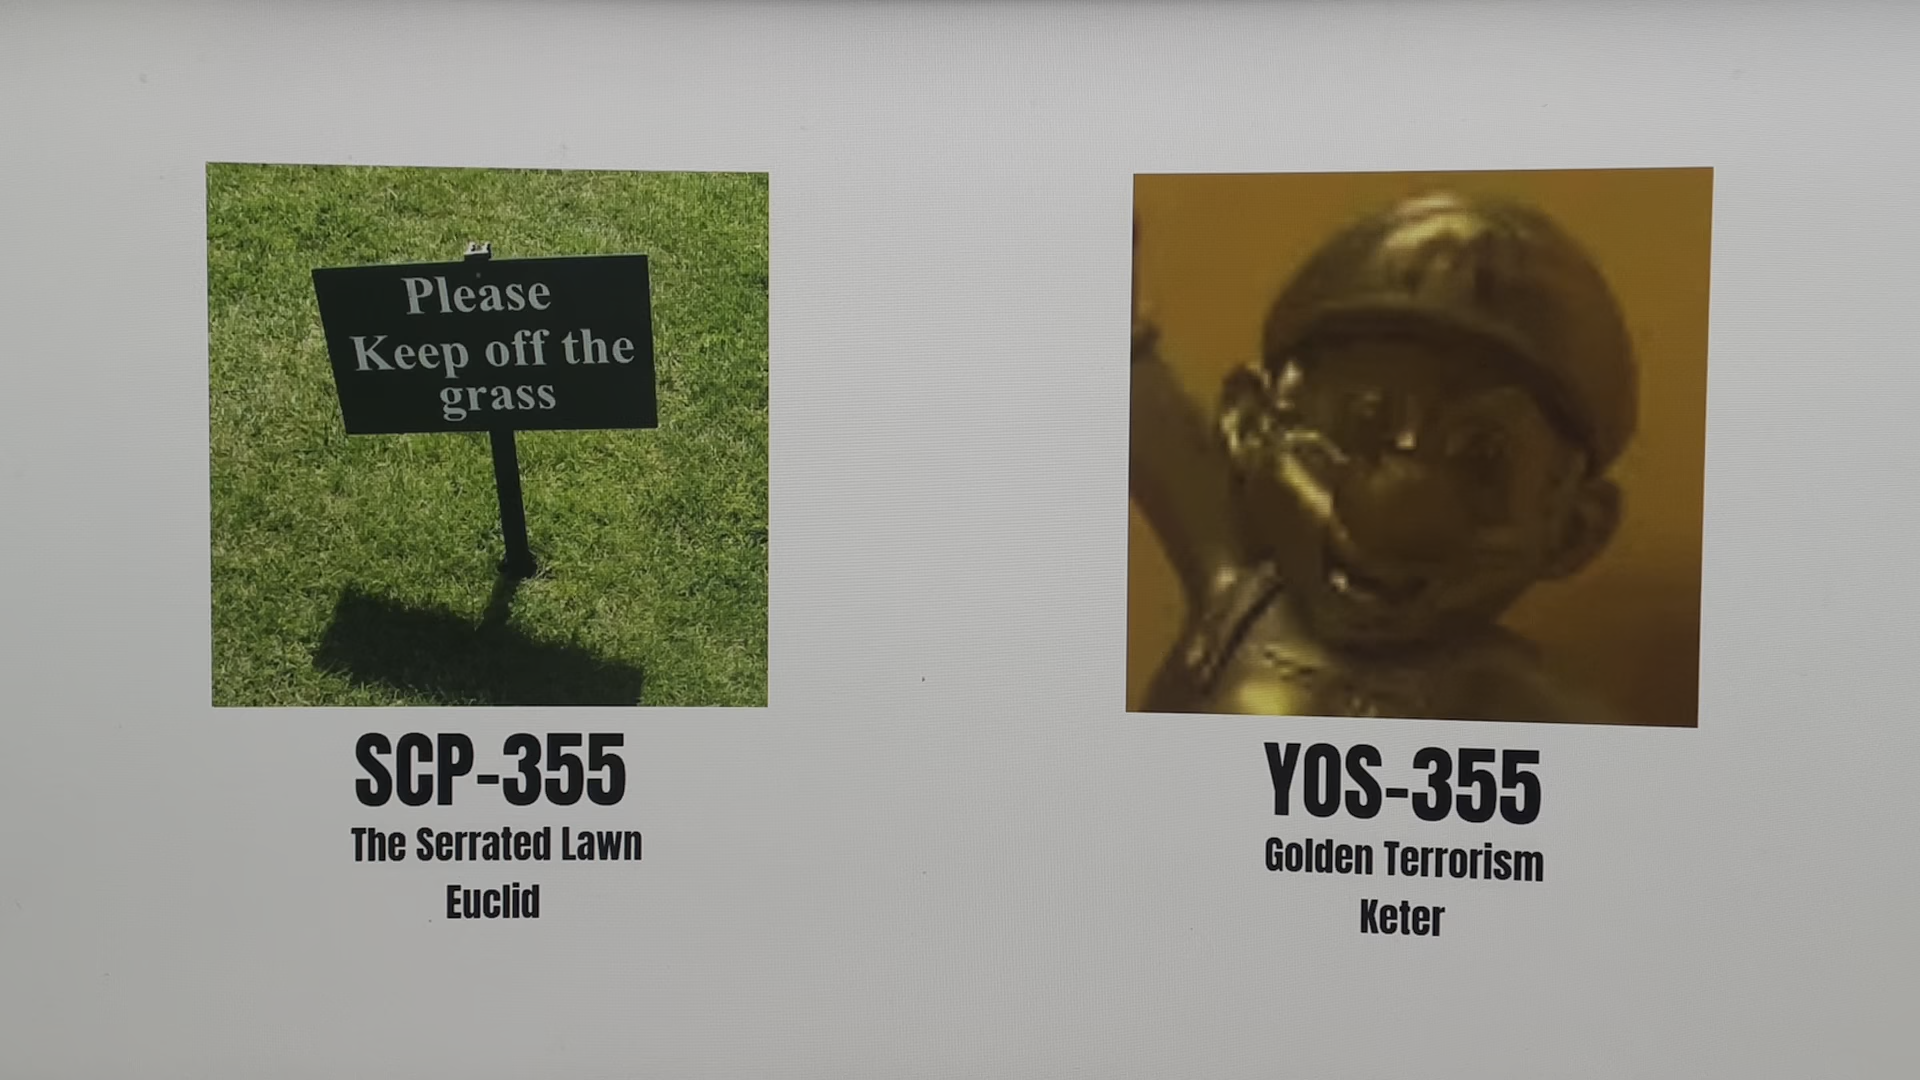 Please
Keep off the
grass
SCP-355
The Serrated Lawn
Euclid
YOS-355
Golden Terrorism
Keter